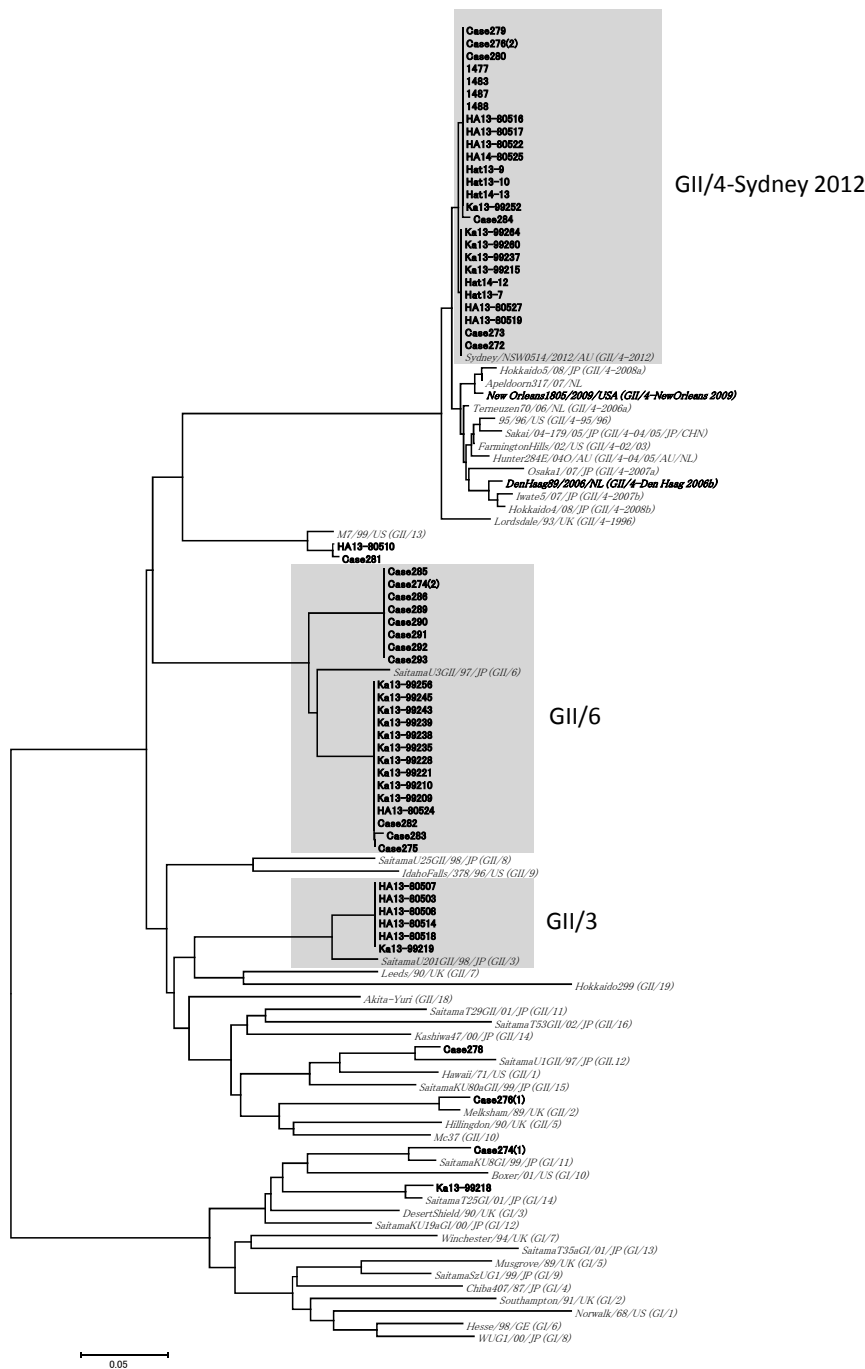 Case279
Case276(2)
Case280
1477
1483
1487
1488
HA13-80516
HA13-80517
HA13-80522
HA14-80525
Hat13-9
Hat13-10
Hat14-13
Ka13-99252
Case284
Ka13-99264
Ka13-99260
Ka13-99237
Ka13-99215
Hat14-12
Hat13-7
HA13-80527
HA13-80519
Case273
Case272
Sydney/NSW0514/2012/AU (GII/4-2012)
GII/4-Sydney 2012
Hokkaido5/08/JP (GII/4-2008a)
Apeldoorn317/07/NL
New Orleans1805/2009/USA (GII/4-NewOrleans 2009)
Terneuzen70/06/NL (GII/4-2006a)
95/96/US (GII/4-95/96)
Sakai/04-179/05/JP (GII/4-04/05/JP/CHN)
FarmingtonHills/02/US (GII/4-02/03)
Hunter284E/04O/AU (GII/4-04/05/AU/NL)
Osaka1/07/JP (GII/4-2007a)
DenHaag89/2006/NL (GII/4-Den Haag 2006b)
Iwate5/07/JP (GII/4-2007b)
Hokkaido4/08/JP (GII/4-2008b)
Lordsdale/93/UK (GII/4-1996)
M7/99/US (GII/13)
HA13-80510
Case281
Case285
Case274(2)
Case286
Case289
Case290
Case291
Case292
Case293
SaitamaU3GII/97/JP (GII/6)
Ka13-99256
Ka13-99245
Ka13-99243
Ka13-99239
Ka13-99238
Ka13-99235
Ka13-99228
Ka13-99221
Ka13-99210
Ka13-99209
HA13-80524
Case282
Case283
Case275
GII/6
SaitamaU25GII/98/JP (GII/8)
IdahoFalls/378/96/US (GII/9)
HA13-80507
HA13-80503
HA13-80508
HA13-80514
HA13-80518
Ka13-99219
SaitamaU201GII/98/JP (GII/3)
GII/3
Leeds/90/UK (GII/7)
Hokkaido299 (GII/19)
Akita-Yuri (GII/18)
SaitamaT29GII/01/JP (GII/11)
SaitamaT53GII/02/JP (GII/16)
Kashiwa47/00/JP (GII/14)
Case278
SaitamaU1GII/97/JP (GII.12)
Hawaii/71/US (GII/1)
SaitamaKU80aGII/99/JP (GII/15)
Case276(1)
Melksham/89/UK (GII/2)
Hillingdon/90/UK (GII/5)
Mc37 (GII/10)
Case274(1)
SaitamaKU8GI/99/JP (GI/11)
Boxer/01/US (GI/10)
Ka13-99218
SaitamaT25GI/01/JP (GI/14)
DesertShield/90/UK (GI/3)
SaitamaKU19aGI/00/JP (GI/12)
Winchester/94/UK (GI/7)
SaitamaT35aGI/01/JP (GI/13)
Musgrove/89/UK (GI/5)
SaitamaSzUG1/99/JP (GI/9)
Chiba407/87/JP (GI/4)
Southampton/91/UK (GI/2)
Norwalk/68/US (GI/1)
Hesse/98/GE (GI/6)
WUG1/00/JP (GI/8)
0.05